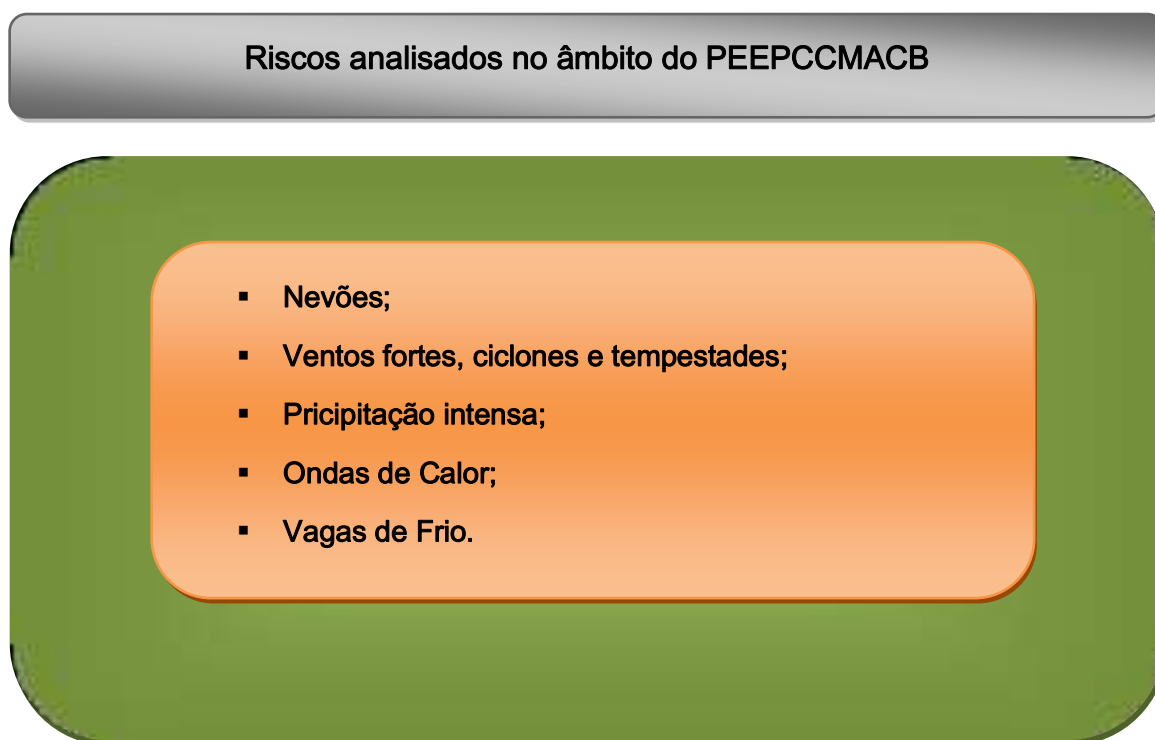 Riscos analisados no âmbito do PEEPCCMACB
▪ Nevões;
▪ Ventos fortes, ciclones e tempestades;
▪ Pricipitação intensa;
▪ Ondas de Calor;
▪ Vagas de Frio.